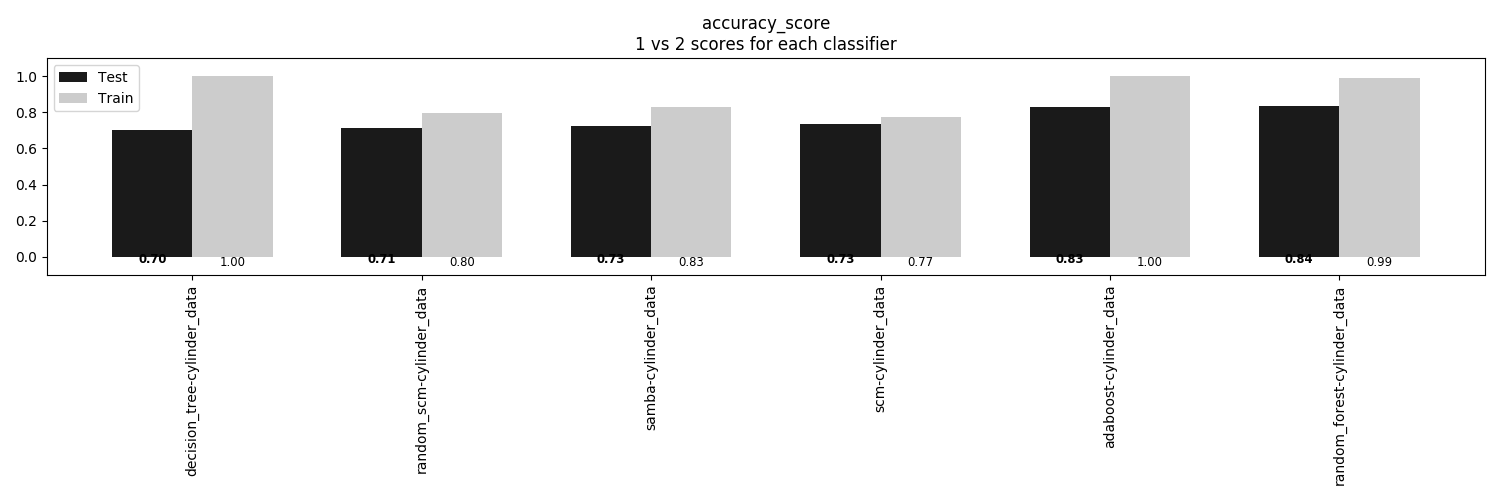 accuracy_score
1 vs 2 scores for each classifier
Test
Train
1.0
0.8
0.6
0.4
0.2
0.0
0.70 1.00 0.71 0.80 0.73 0.83 0.73 0.77 0.83 1.00 0.84 0.99
decision_tree-cylinder_data
random_scm-cylinder_data
samba-cylinder_data
scm-cylinder_data
adaboost-cylinder_data
random_forest-cylinder_data